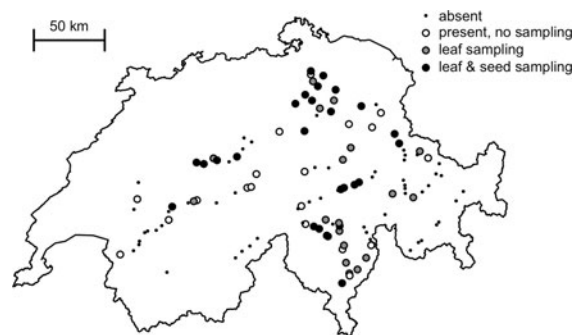 50 km
absent
present, no sampling
leaf sampling
leaf & seed sampling